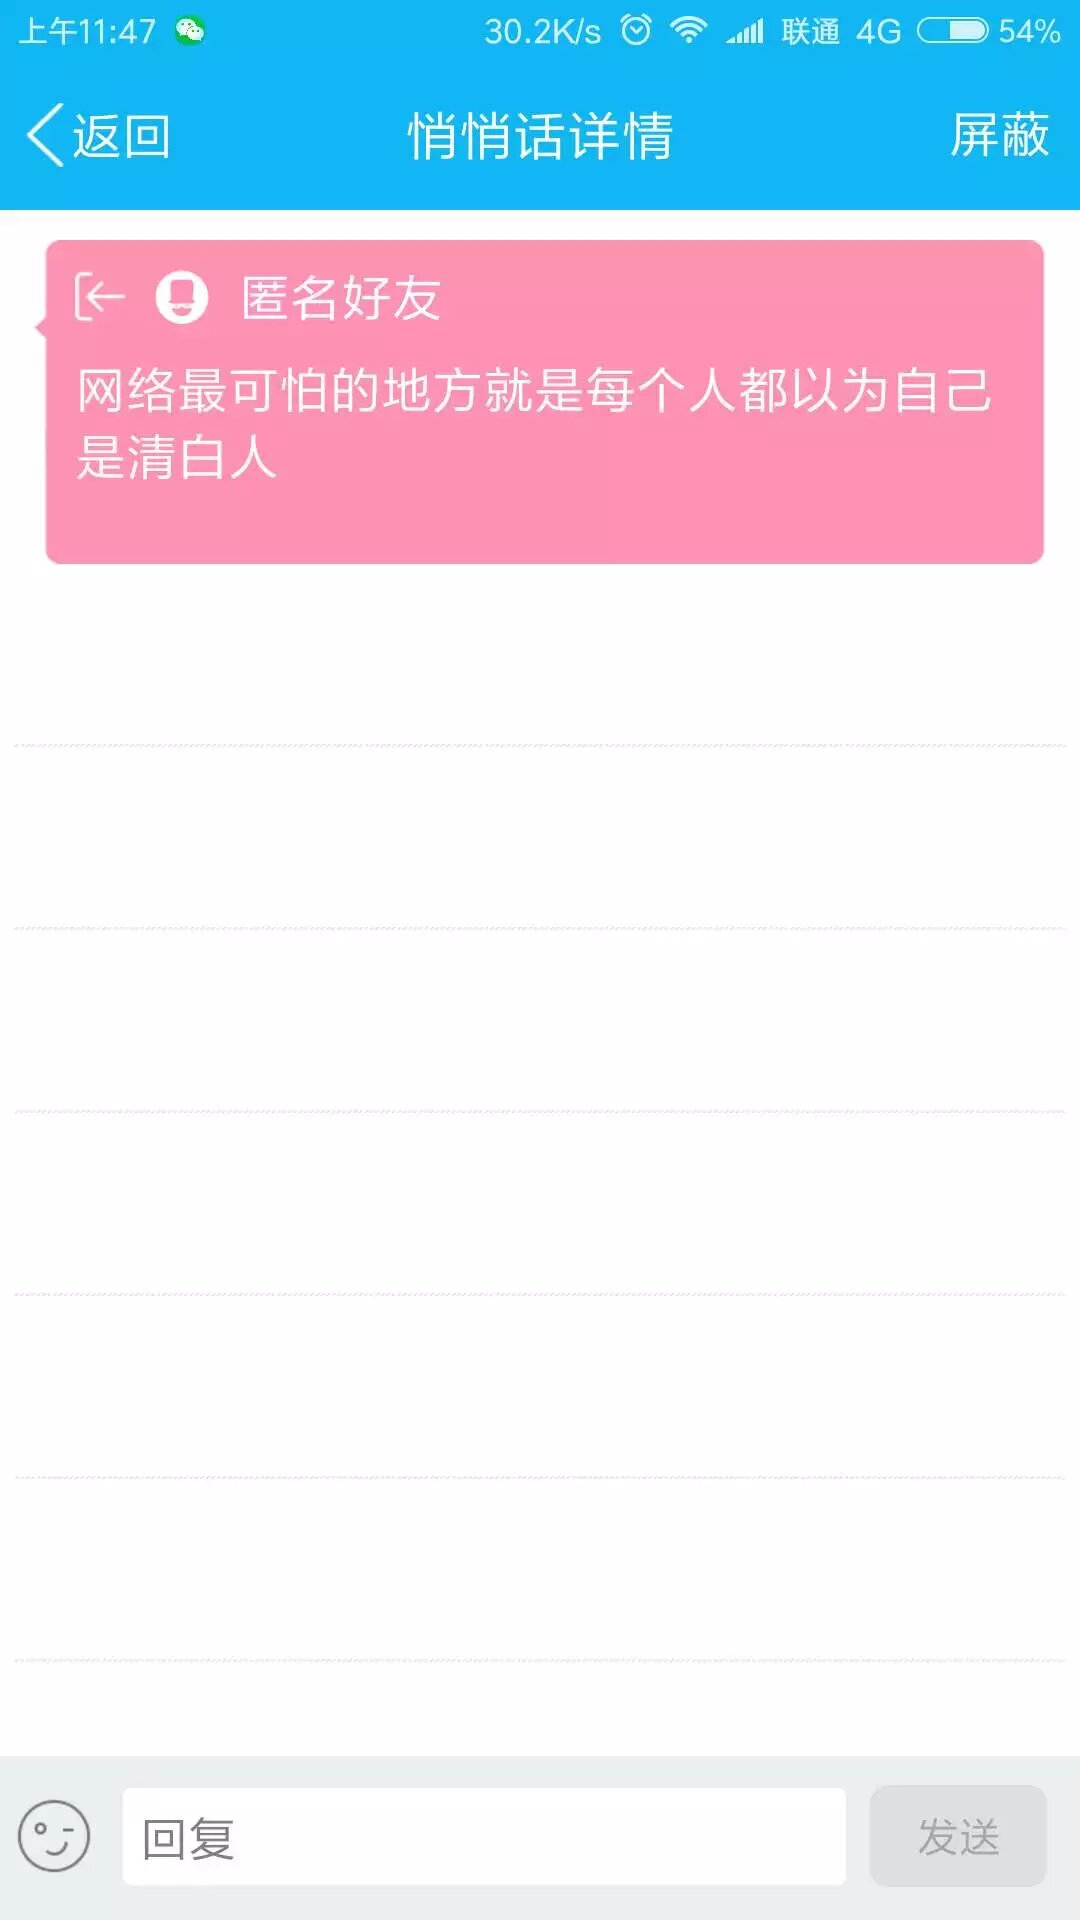 上午11:47 30.2K/s 联通 4G 54%
返回 悄悄话详情 屏蔽
匿名好友
网络最可怕的地方就是每个人都以为自己
是清白人
回复 发送